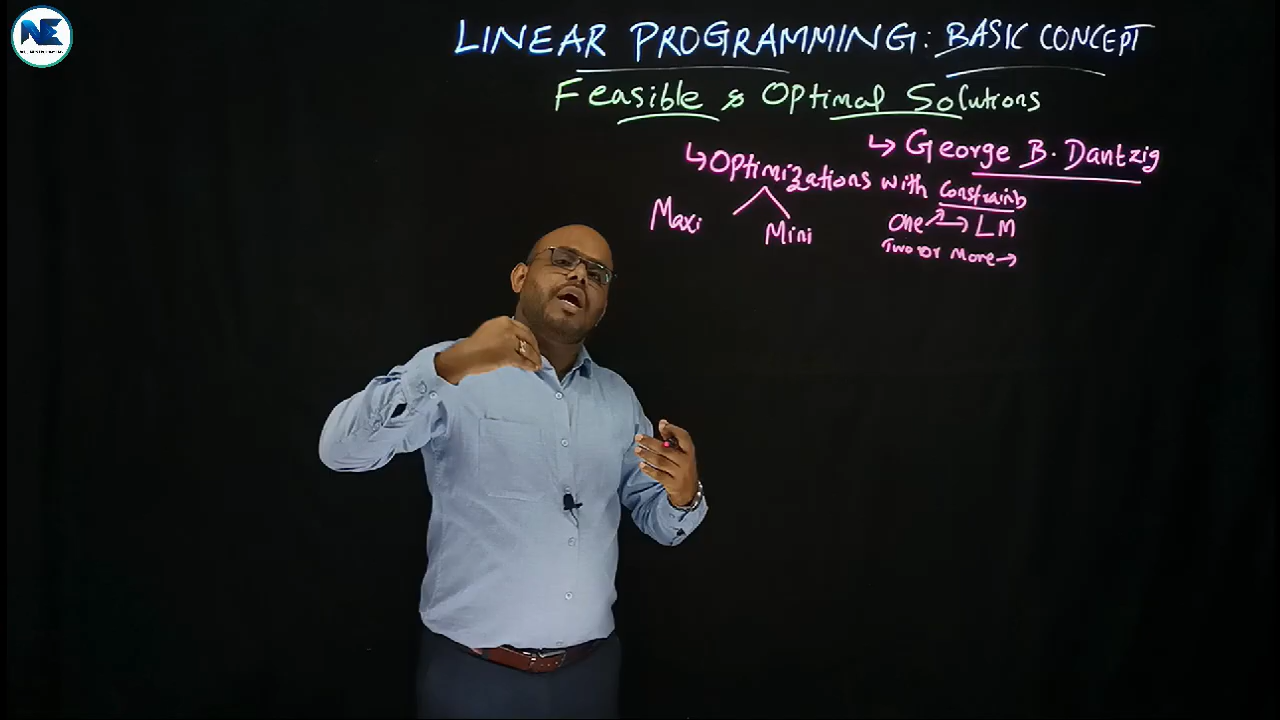 NE
LINEAR PROGRAMMING: BASIC CONCEPT
Feasible & Optimal Solutions
↳ George B. Dantzig
↳ Optimizations with Constraints
Maxi Mini
One → LM
Two or More →